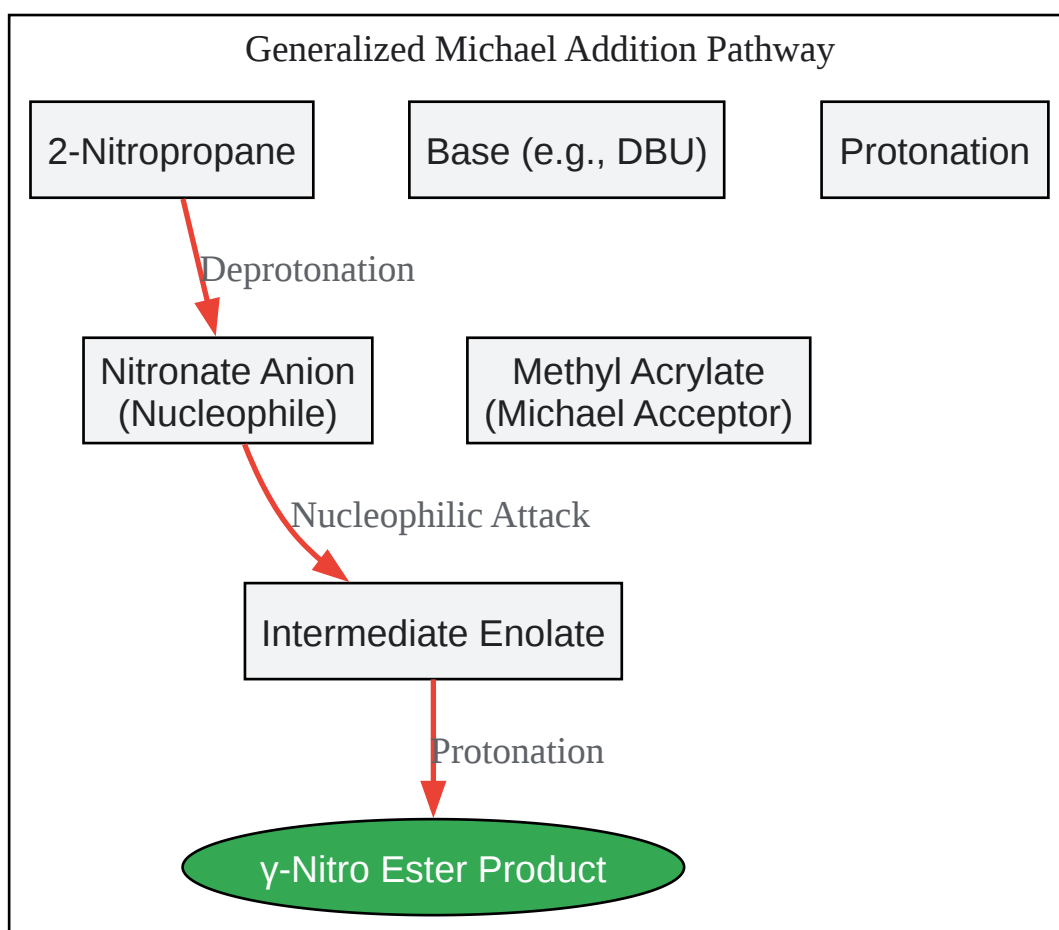 Generalized Michael Addition Pathway
2-Nitropropane
Base (e.g., DBU)
Protonation
Deprotonation
Nitronate Anion
(Nucleophile)
Methyl Acrylate
(Michael Acceptor)
Nucleophilic Attack
Intermediate Enolate
Protonation
γ-Nitro Ester Product